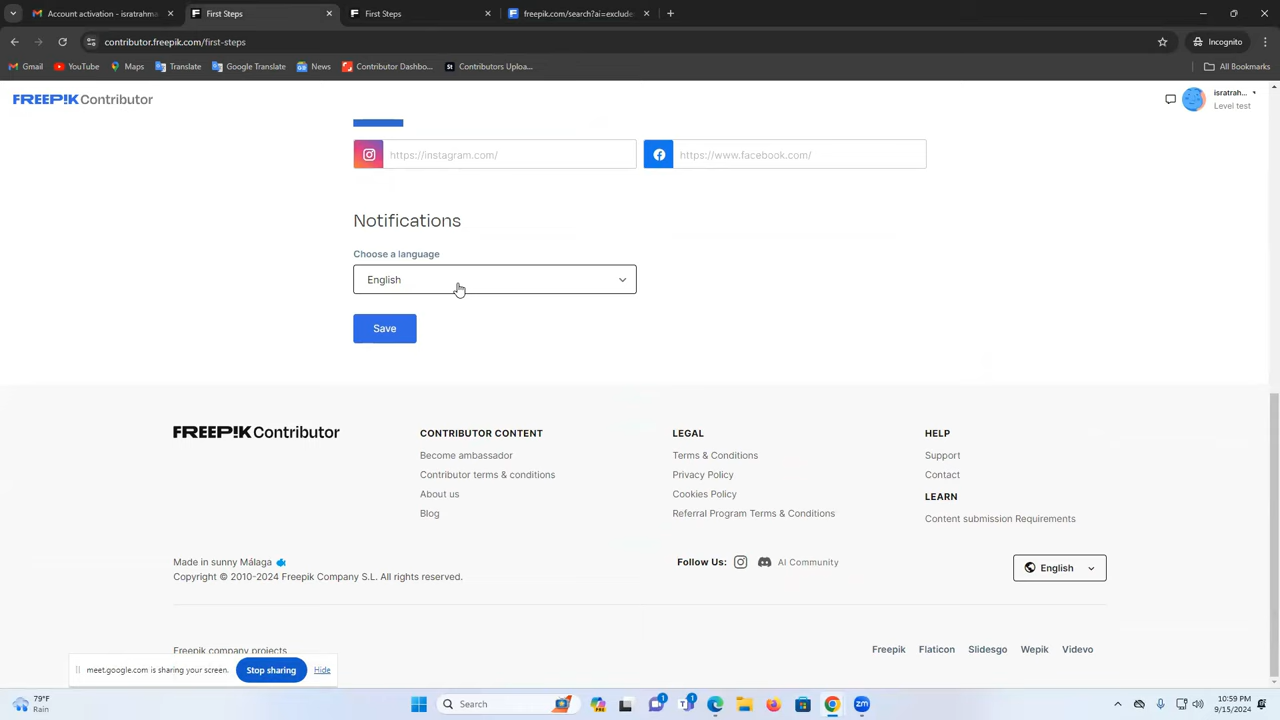 Account activation - isratrahma
First Steps
First Steps
freepik.com/search?ai=exclude
contributor.freepik.com/first-steps
Incognito
Gmail
YouTube
Maps
Translate
Google Translate
News
Contributor Dashbo...
Contributors Uploa...
All Bookmarks
FREEPIK Contributor
isratrah...
Level test
https://instagram.com/
https://www.facebook.com/
Notifications
Choose a language
English
Save
FREEPIK Contributor
CONTRIBUTOR CONTENT
Become ambassador
Contributor terms & conditions
About us
Blog
LEGAL
Terms & Conditions
Privacy Policy
Cookies Policy
Referral Program Terms & Conditions
HELP
Support
Contact
LEARN
Content submission Requirements
Made in sunny Málaga
Copyright © 2010-2024 Freepik Company S.L. All rights reserved.
Follow Us:
AI Community
English
Freepik company projects
Freepik
Flaticon
Slidesgo
Wepik
Videvo
meet.google.com is sharing your screen.
Stop sharing
Hide
79°F
Rain
Search
10:59 PM
9/15/2024